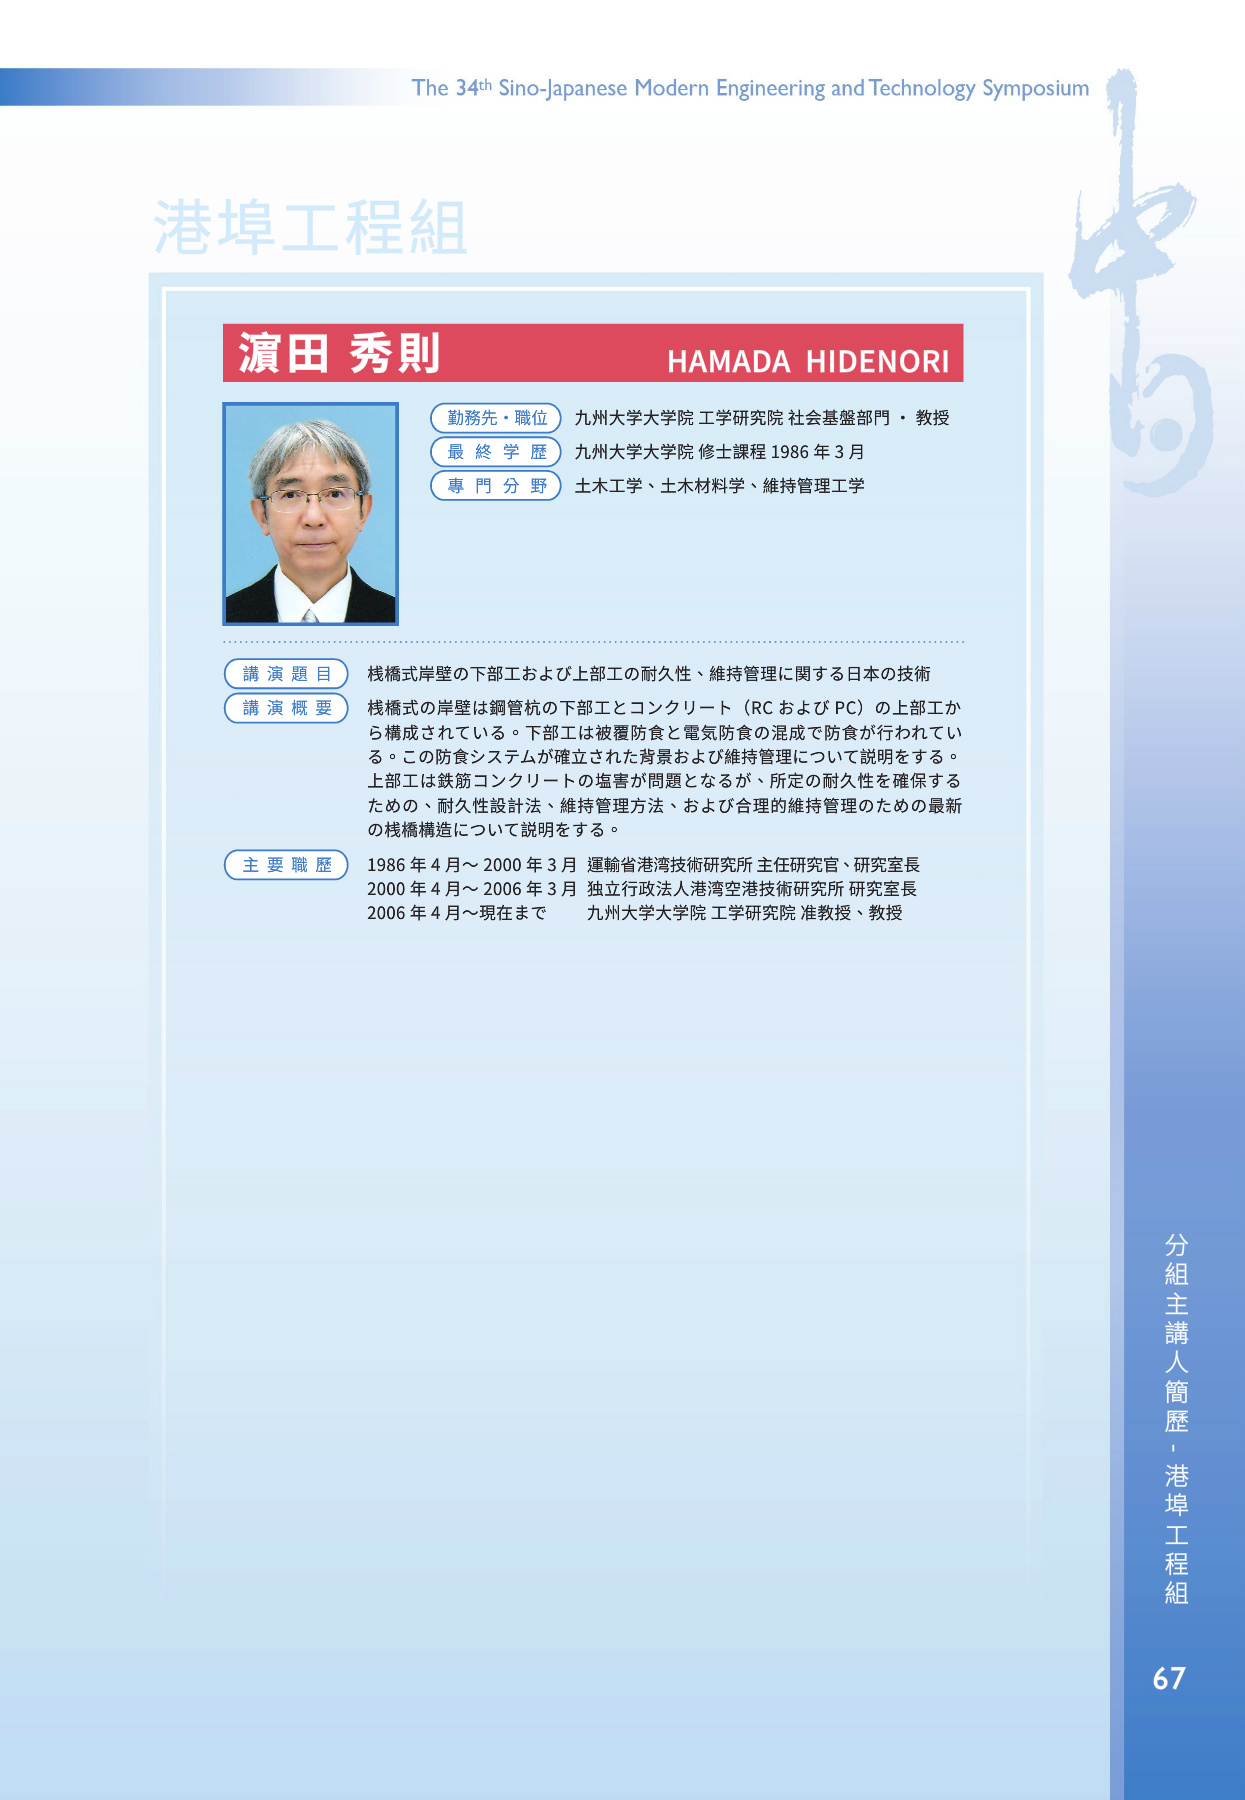 The 34th Sino-Japanese Modern Engineering and Technology Symposium
港埠工程組
濵田 秀則 HAMADA HIDENORI
勤務先・職位 九州大学大学院 工学研究院 社会基盤部門 ・ 教授
最終学歴 九州大学大学院 修士課程 1986 年 3 月
専門分野 土木工学、土木材料学、維持管理工学
講演題目 桟橋式岸壁の下部工および上部工の耐久性、維持管理に関する日本の技術
講演概要 桟橋式の岸壁は鋼管杭の下部工とコンクリート（RC および PC）の上部工か
ら構成されている。下部工は被覆防食と電気防食の混成で防食が行われてい
る。この防食システムが確立された背景および維持管理について説明をする。
上部工は鉄筋コンクリートの塩害が問題となるが、所定の耐久性を確保する
ための、耐久性設計法、維持管理方法、および合理的維持管理のための最新
の桟橋構造について説明をする。
主要職歴 1986 年 4 月～ 2000 年 3 月 運輸省港湾技術研究所 主任研究官、研究室長
2000 年 4 月～ 2006 年 3 月 独立行政法人港湾空港技術研究所 研究室長
2006 年 4 月～現在まで 九州大学大学院 工学研究院 准教授、教授
分組主講人簡歷-港埠工程組
67